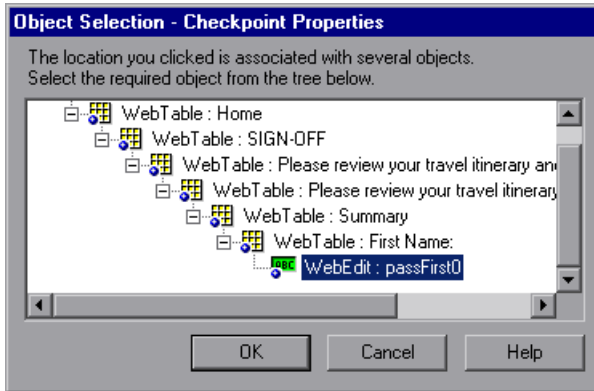 Object Selection - Checkpoint Properties
The location you clicked is associated with several objects.
Select the required object from the tree below.
WebTable : Home
WebTable : SIGN-OFF
WebTable : Please review your travel itinerary and
WebTable : Please review your travel itinerary
WebTable : Summary
WebTable : First Name:
ABC WebEdit : passFirst0
OK Cancel Help